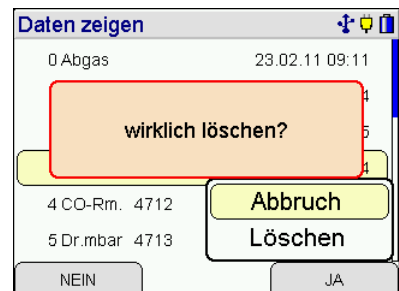 Daten zeigen
0 Abgas 23.02.11 09:11
4
wirklich löschen?
5
4
4 CO-Rm. 4712
Abbruch
5 Dr.mbar 4713
Löschen
NEIN JA